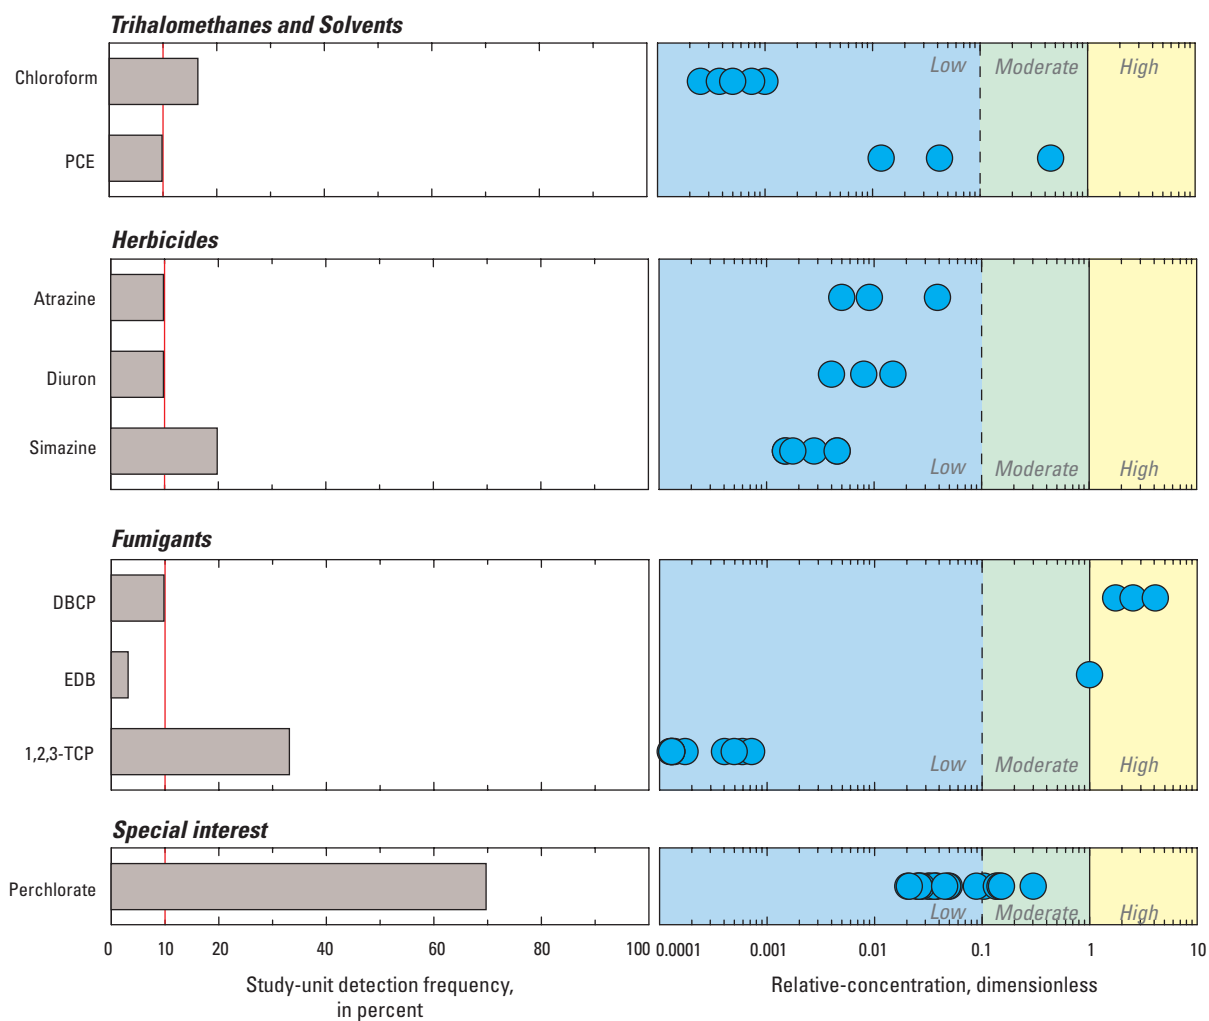 Trihalomethanes and Solvents
Chloroform
Low Moderate High
PCE
Herbicides
Atrazine
Diuron
Simazine
Low Moderate High
Fumigants
DBCP
EDB
1,2,3-TCP
Low Moderate High
Special interest
Perchlorate
Low Moderate High
0 10 20 40 60 80 100 0.0001 0.001 0.01 0.1 1 10
Study-unit detection frequency,
in percent
Relative-concentration, dimensionless